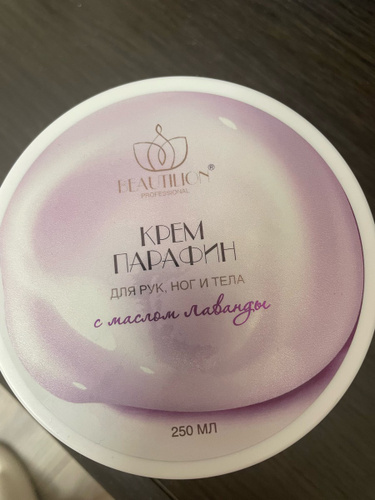 BEAUTILION®
PROFESSIONAL
КРЕМ
ПАРАФИН
ДЛЯ РУК, НОГ И ТЕЛА
с маслом лаванды
250 МЛ